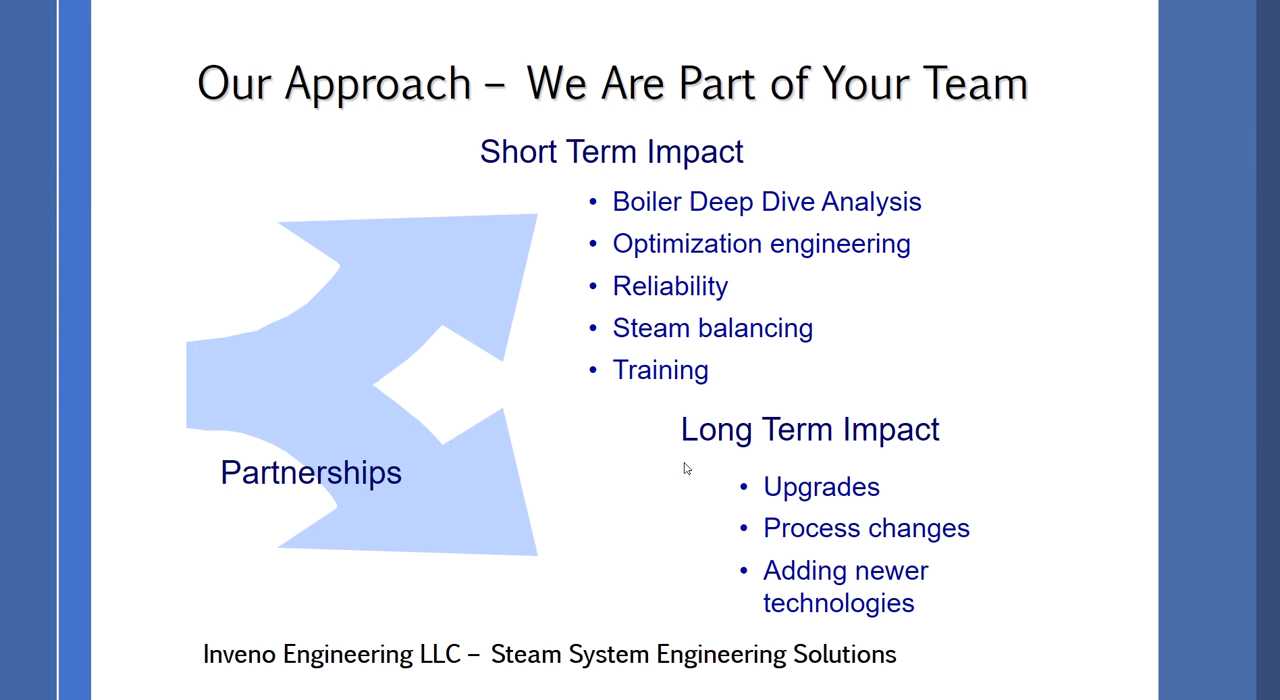 Our Approach – We Are Part of Your Team
Short Term Impact
• Boiler Deep Dive Analysis
• Optimization engineering
• Reliability
• Steam balancing
• Training
Long Term Impact
Partnerships
• Upgrades
• Process changes
• Adding newer
technologies
Inveno Engineering LLC – Steam System Engineering Solutions